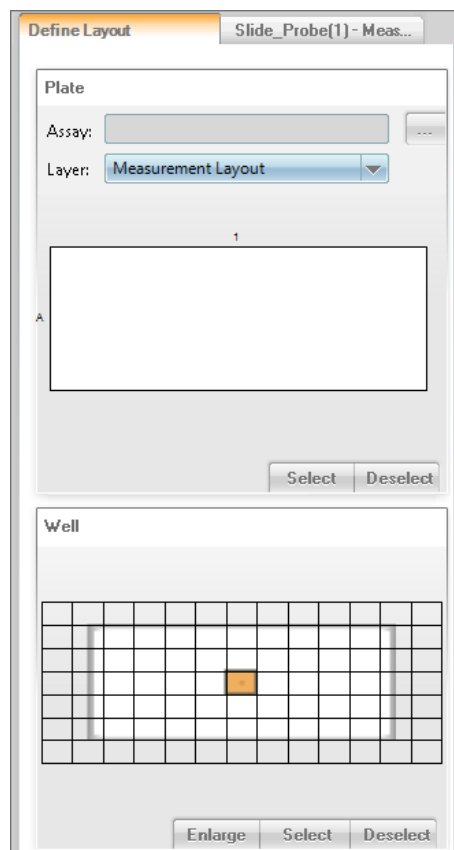 Define Layout
Slide_Probe(1) - Meas...
Plate
Assay:
...
Layer: Measurement Layout
1
A
Select Deselect
Well
Enlarge Select Deselect